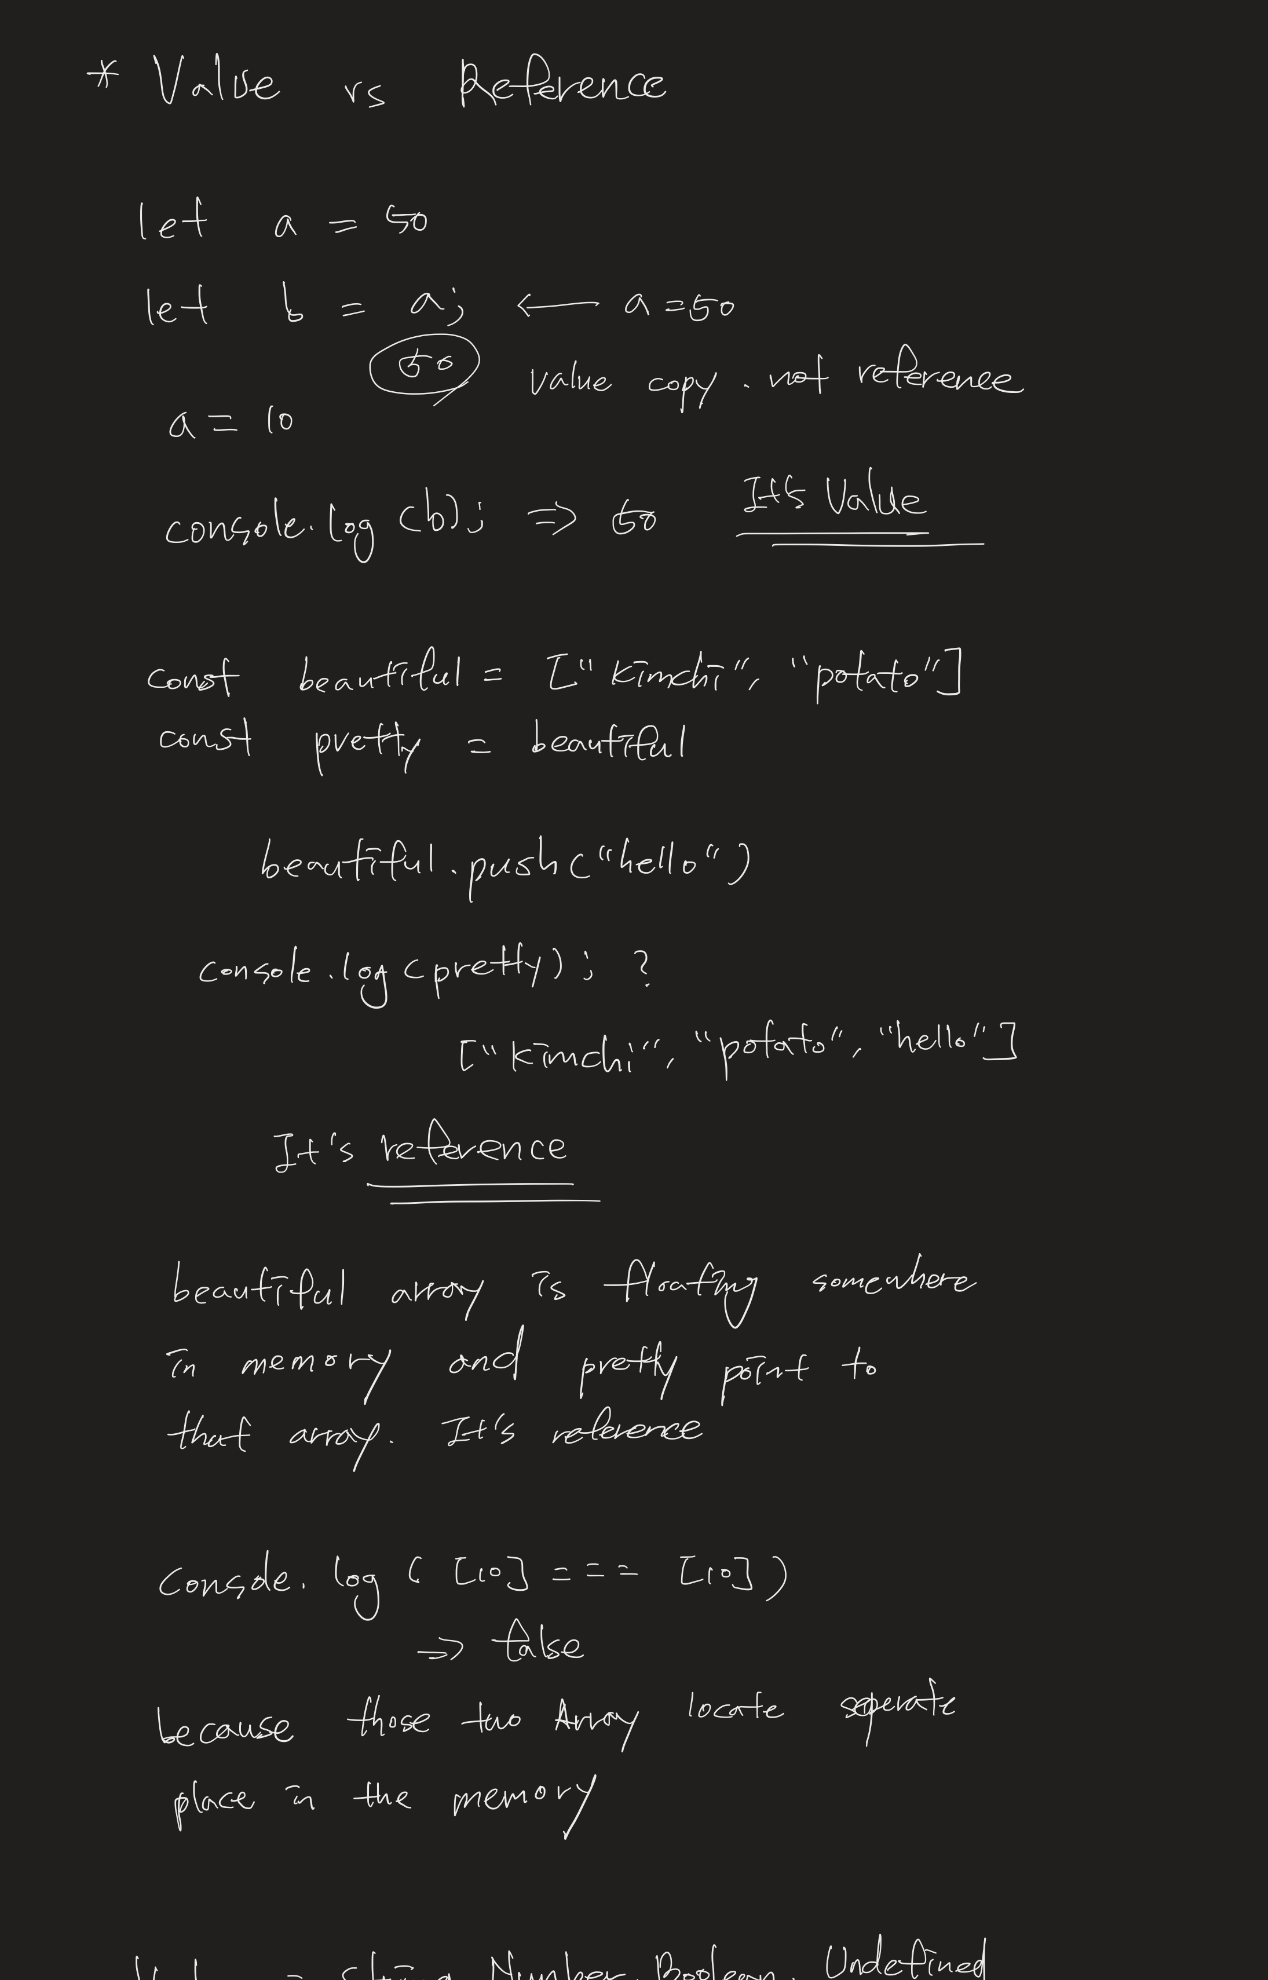 * Value vs Reference
let a = 50
let b = a; ← a = 50
50 value copy. not reference
a = 10
console.log(b); ⇒ 50 It's Value
const beautiful = ["kimchi", "potato"]
const pretty = beautiful
beautiful.push("hello")
console.log(pretty); ?
["kimchi", "potato", "hello"]
It's reference
beautiful array is floating somewhere
in memory and pretty point to
that array. It's reference
console.log([10] === [10])
⇒ false
because those two Array locate seperate
place in the memory
= String, Number, Boolean, Undefined